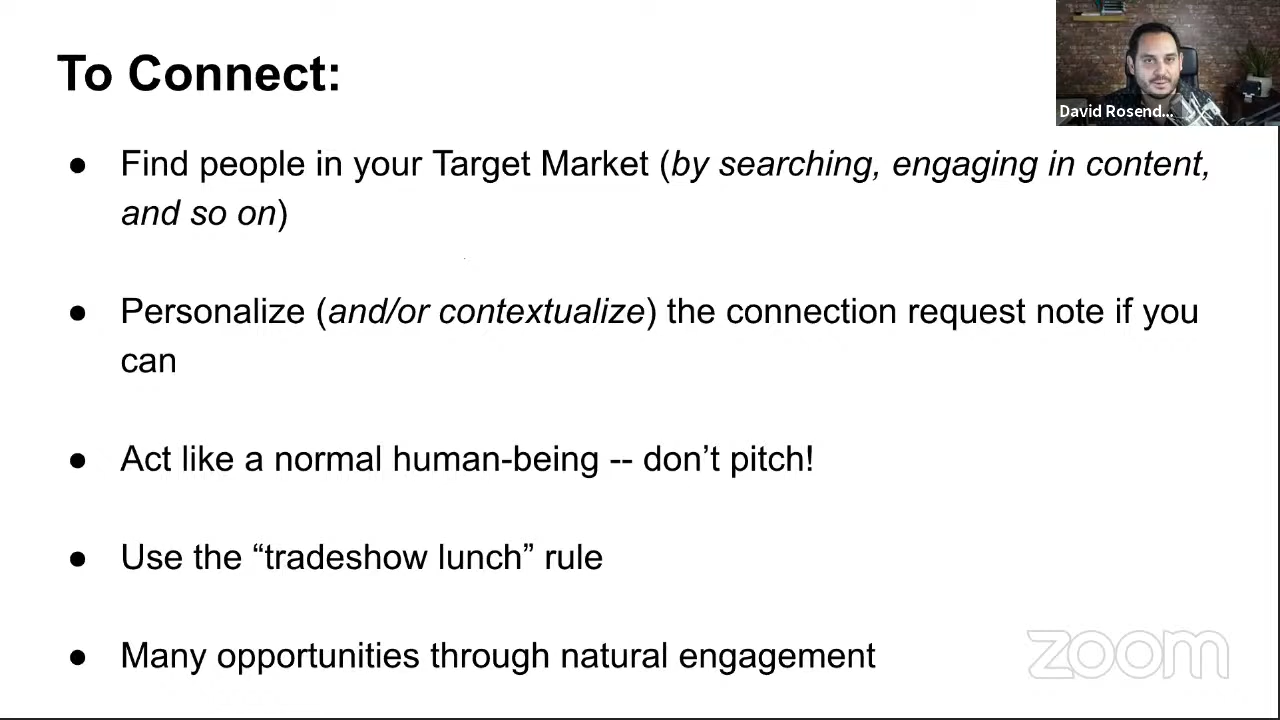 To Connect:
David Rosend...
● Find people in your Target Market (by searching, engaging in content,
and so on)
● Personalize (and/or contextualize) the connection request note if you
can
● Act like a normal human-being -- don’t pitch!
● Use the “tradeshow lunch” rule
● Many opportunities through natural engagement
zoom